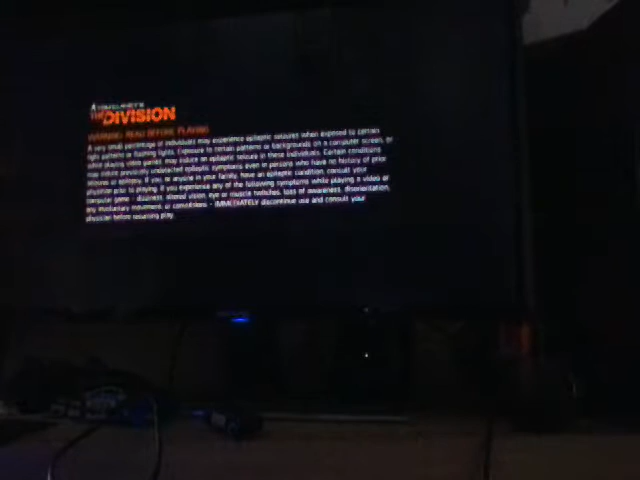 TOM CLANCY'S
THE DIVISION
WARNING: READ BEFORE PLAYING
A very small percentage of individuals may experience epileptic seizures when exposed to certain
light patterns or flashing lights. Exposure to certain patterns or backgrounds on a computer screen, or
while playing video games, may induce an epileptic seizure in these individuals. Certain conditions
may induce previously undetected epileptic symptoms even in persons who have no history of prior
seizures or epilepsy. If you, or anyone in your family, have an epileptic condition, consult your
physician prior to playing. If you experience any of the following symptoms while playing a video or
computer game - dizziness, altered vision, eye or muscle twitches, loss of awareness, disorientation,
any involuntary movement, or convulsions - IMMEDIATELY discontinue use and consult your
physician before resuming play.